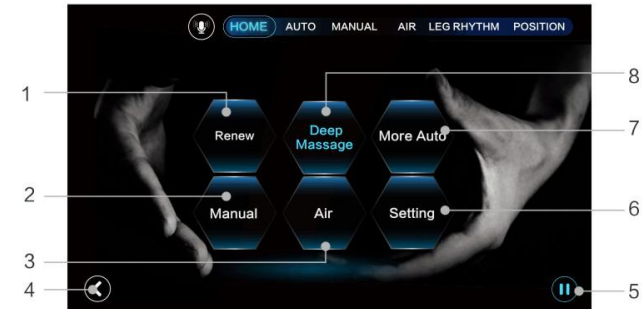 HOME AUTO MANUAL AIR LEG RHYTHM POSITION
1
8
Renew
Deep
Massage
More Auto
7
2
Manual
Air
Setting
6
3
4
5